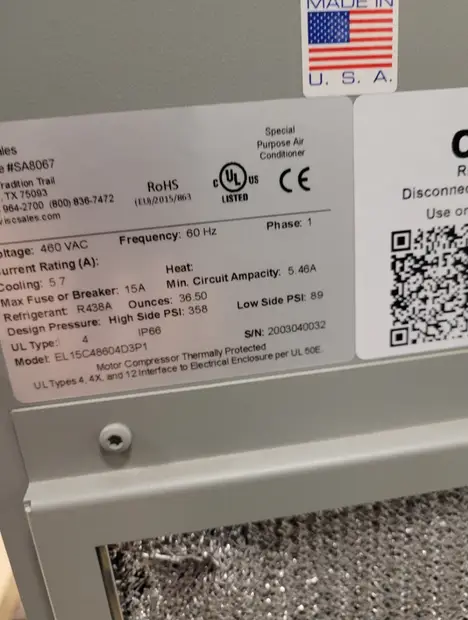 MADE IN
U. S. A.
ales
e #SA8067
Tradition Trail
, TX 75093
964-2700 (800) 836-7472
viscsales.com
RoHS
(EU)2015/863
Special
Purpose Air
Conditioner
C UL US
LISTED
CE
oltage: 460 VAC
Frequency: 60 Hz
Phase: 1
Current Rating (A):
Cooling: 5.7
Heat:
Max Fuse or Breaker: 15A
Min. Circuit Ampacity: 5.46A
Refrigerant: R438A
Ounces: 36.50
Design Pressure: High Side PSI: 358
Low Side PSI: 89
UL Type: 4
IP66
S/N: 2003040032
Model: EL15C48604D3P1
Motor Compressor Thermally Protected
UL Types 4, 4X, and 12 Interface to Electrical Enclosure per UL 50E.
Disconnec
Use o